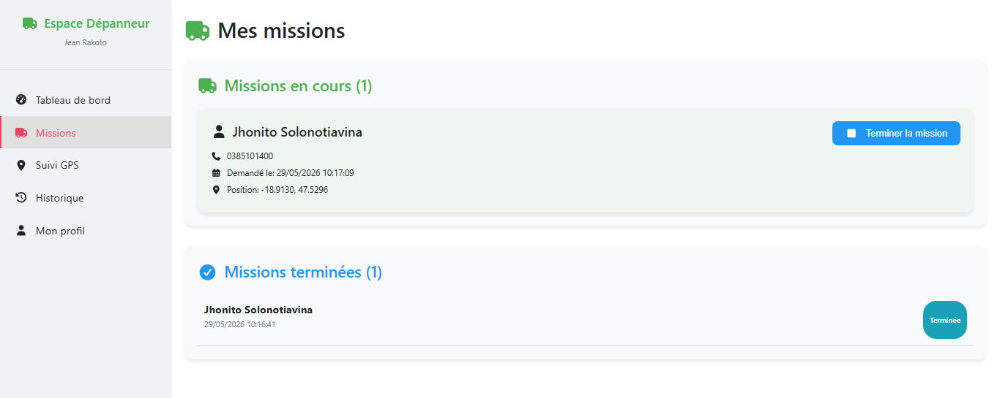 Espace Dépanneur
Jean Rakoto
Tableau de bord
Missions
Suivi GPS
Historique
Mon profil
Mes missions
Missions en cours (1)
Jhonito Solonotiavina
Terminer la mission
0385101400
Demandé le: 29/05/2026 10:17:09
Position: -18.9130, 47.5296
Missions terminées (1)
Jhonito Solonotiavina
29/05/2026 10:16:41
Terminée